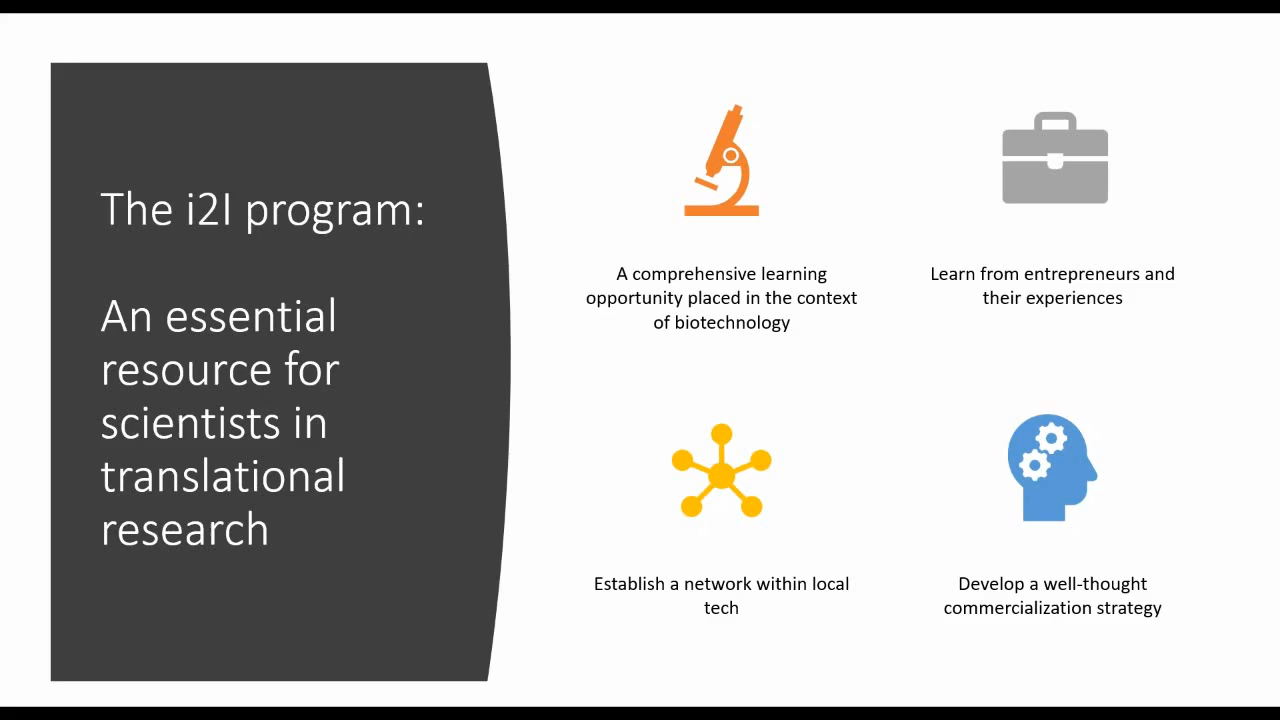 The i2I program:
An essential
resource for
scientists in
translational
research
A comprehensive learning
opportunity placed in the context
of biotechnology
Learn from entrepreneurs and
their experiences
Establish a network within local
tech
Develop a well-thought
commercialization strategy